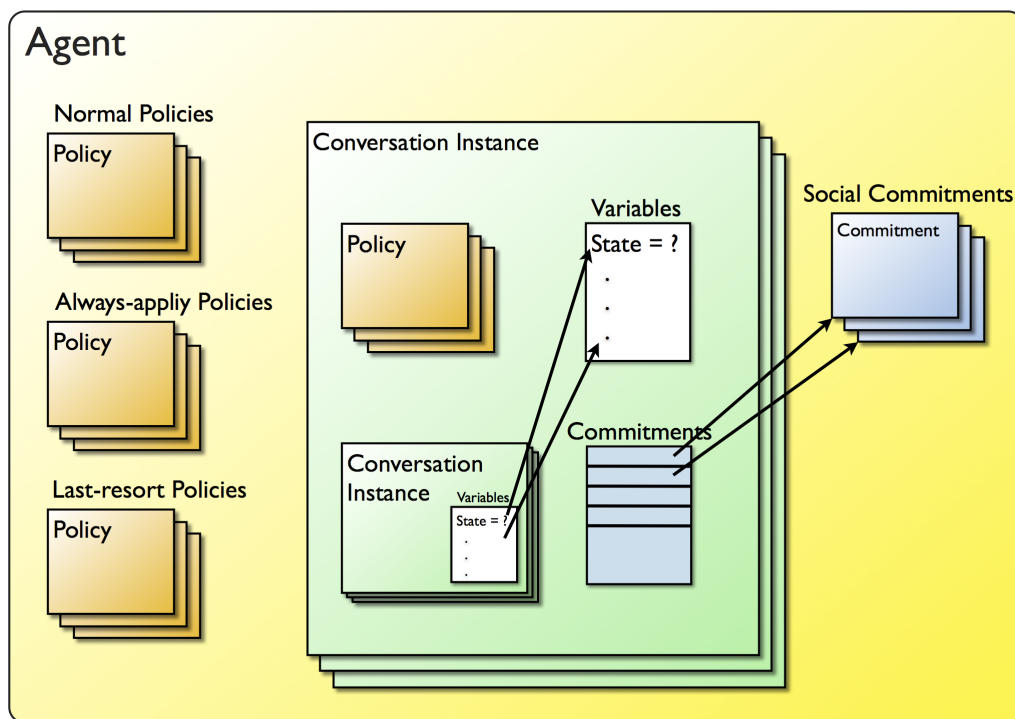 Agent
Normal Policies
Policy
Always-appliy Policies
Policy
Last-resort Policies
Policy
Conversation Instance
Policy
Variables
State = ?
.
.
.
Conversation
Instance
Variables
State = ?
.
.
.
Commitments
Social Commitments
Commitment